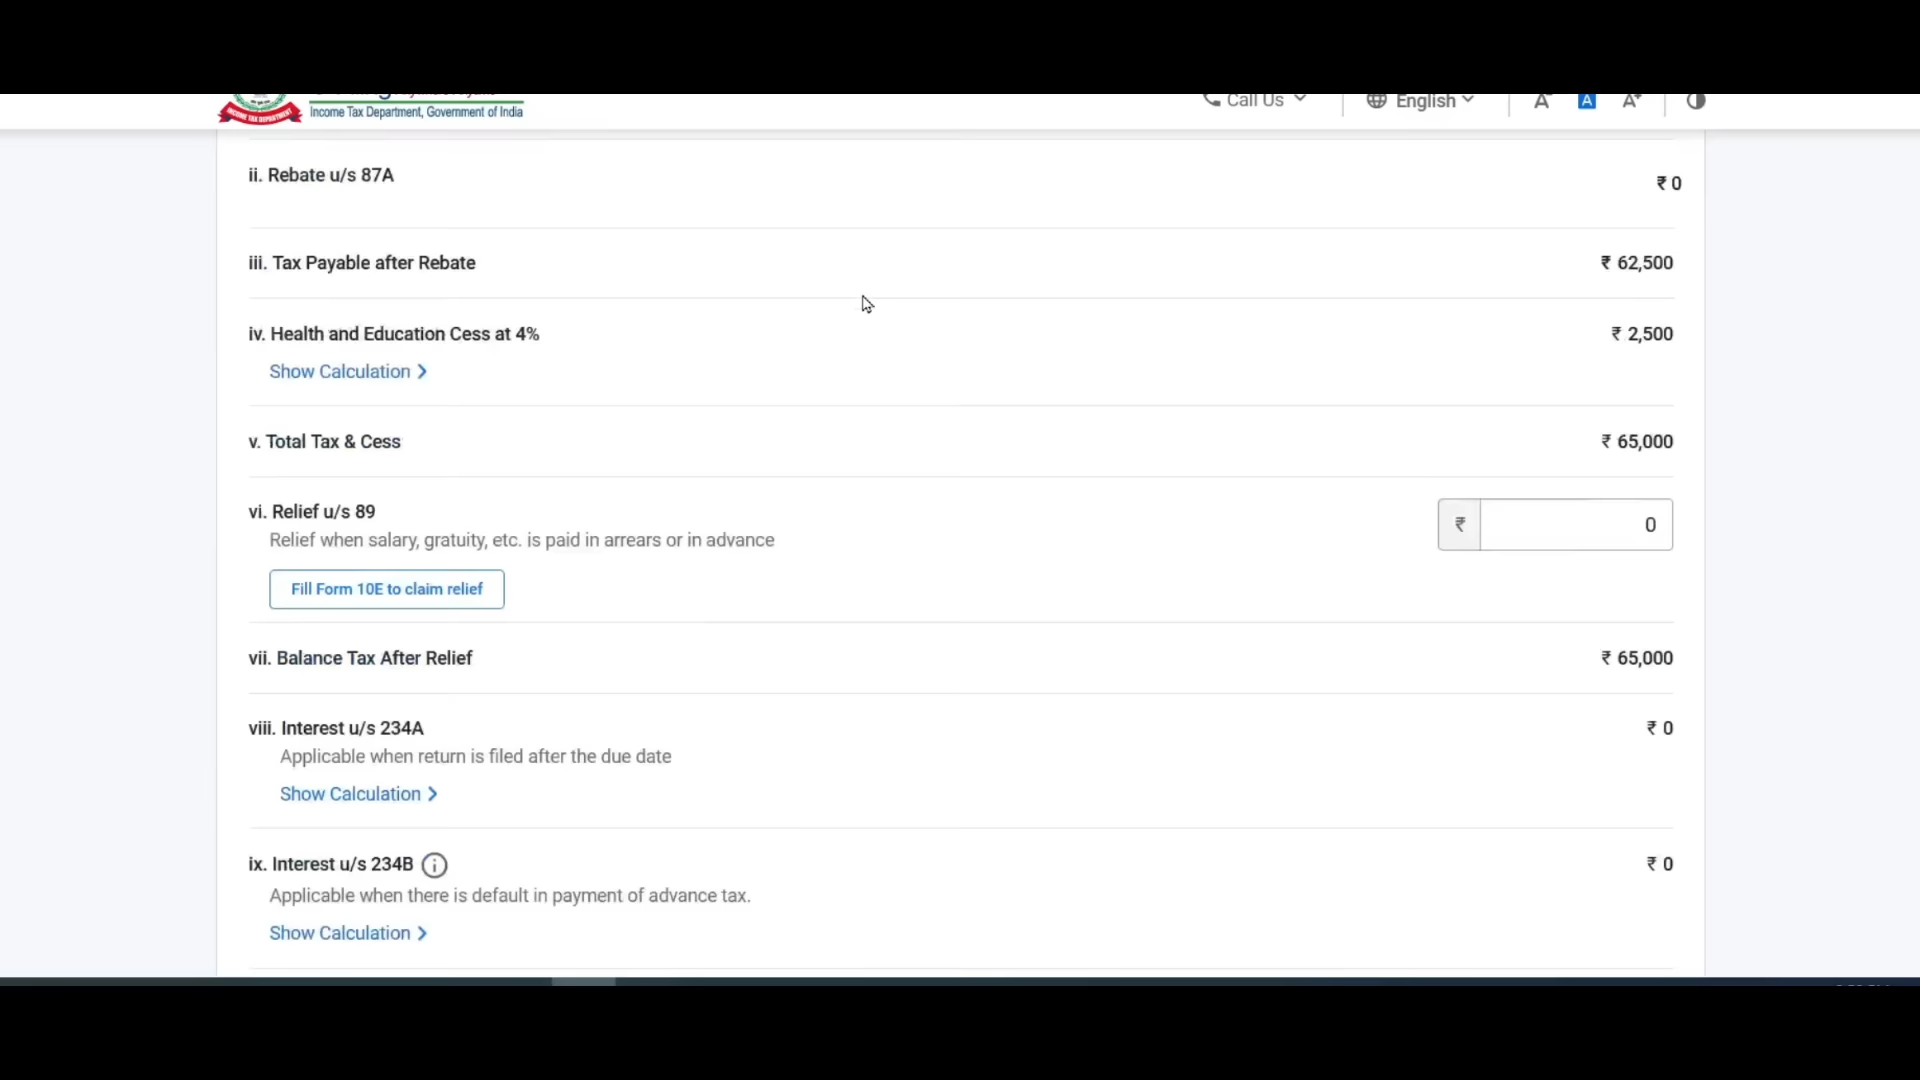 Income Tax Department, Government of India
Call Us
English
A
A
A+
ii. Rebate u/s 87A
₹ 0
iii. Tax Payable after Rebate
₹ 62,500
iv. Health and Education Cess at 4%
₹ 2,500
Show Calculation
v. Total Tax & Cess
₹ 65,000
vi. Relief u/s 89
₹ 0
Relief when salary, gratuity, etc. is paid in arrears or in advance
Fill Form 10E to claim relief
vii. Balance Tax After Relief
₹ 65,000
viii. Interest u/s 234A
₹ 0
Applicable when return is filed after the due date
Show Calculation
ix. Interest u/s 234B
₹ 0
Applicable when there is default in payment of advance tax.
Show Calculation